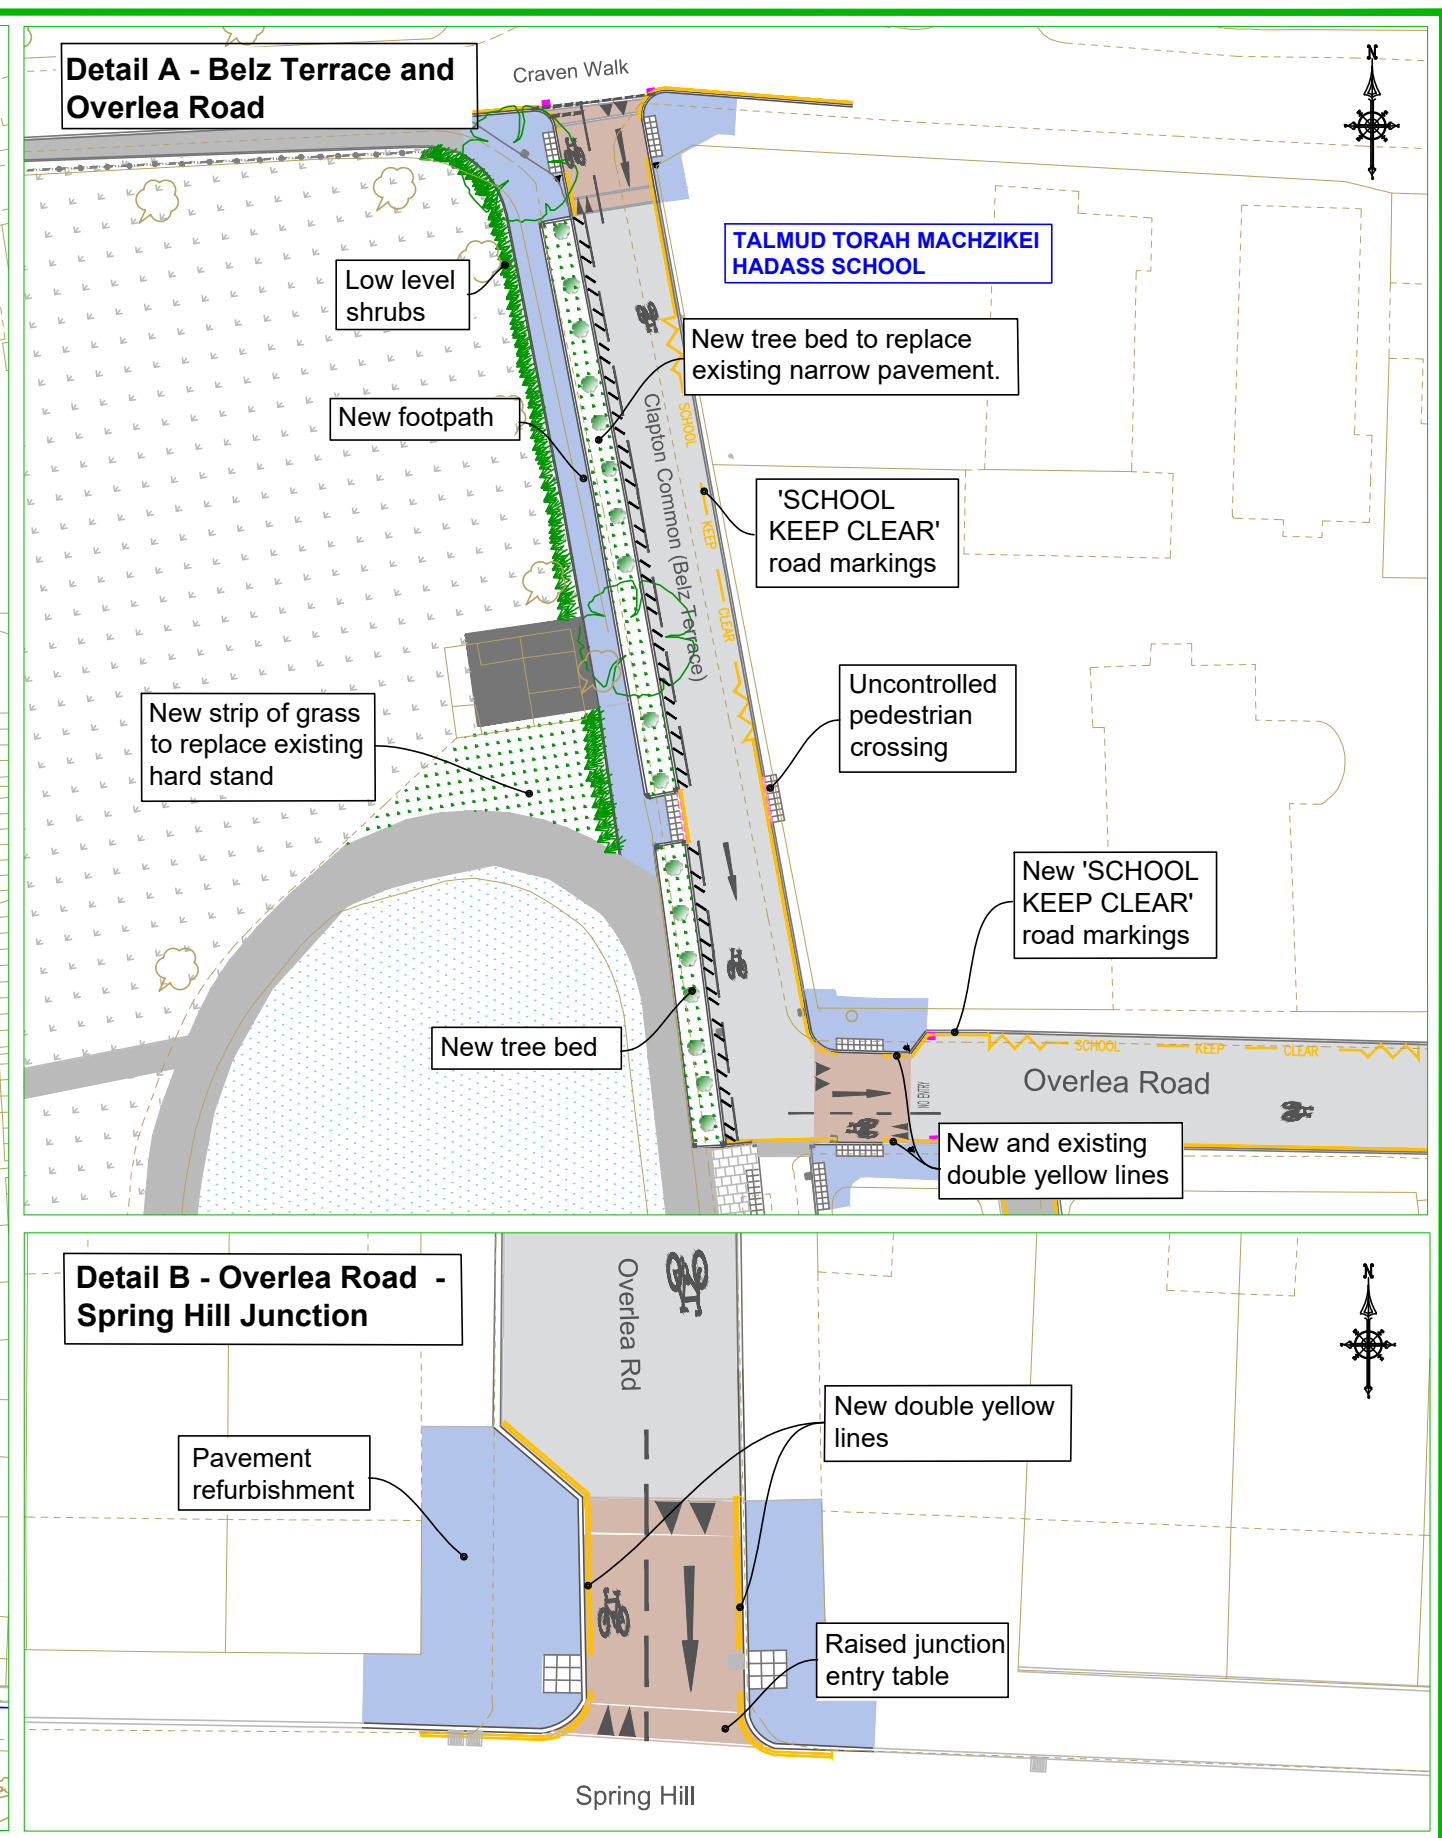 Detail A - Belz Terrace and
Overlea Road
Craven Walk
N
TALMUD TORAH MACHZIKEI
HADASS SCHOOL
Low level
shrubs
New tree bed to replace
existing narrow pavement.
New footpath
Clapton Common (Belz Terrace)
SCHOOL
KEEP
CLEAR
'SCHOOL
KEEP CLEAR'
road markings
New strip of grass
to replace existing
hard stand
Uncontrolled
pedestrian
crossing
New 'SCHOOL
KEEP CLEAR'
road markings
New tree bed
SCHOOL
KEEP
CLEAR
Overlea Road
NO ENTRY
New and existing
double yellow lines
Detail B - Overlea Road -
Spring Hill Junction
N
Overlea Rd
New double yellow
lines
Pavement
refurbishment
Raised junction
entry table
Spring Hill